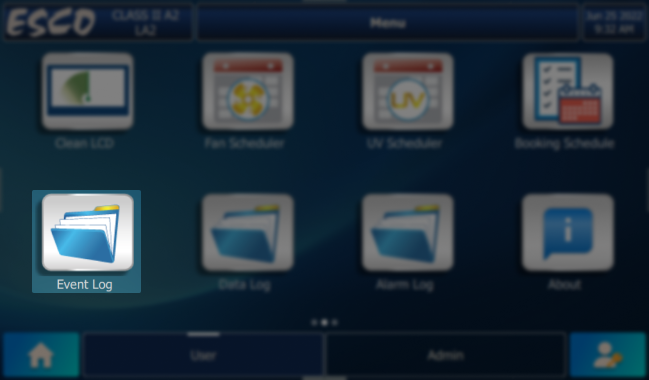 ESCO
CLASS II A2
LA2
Menu
Jun 25 2022
9:32 AM
Clean LCD
Fan Scheduler
UV
UV Scheduler
Booking Schedule
Event Log
Data Log
Alarm Log
About
User
Admin